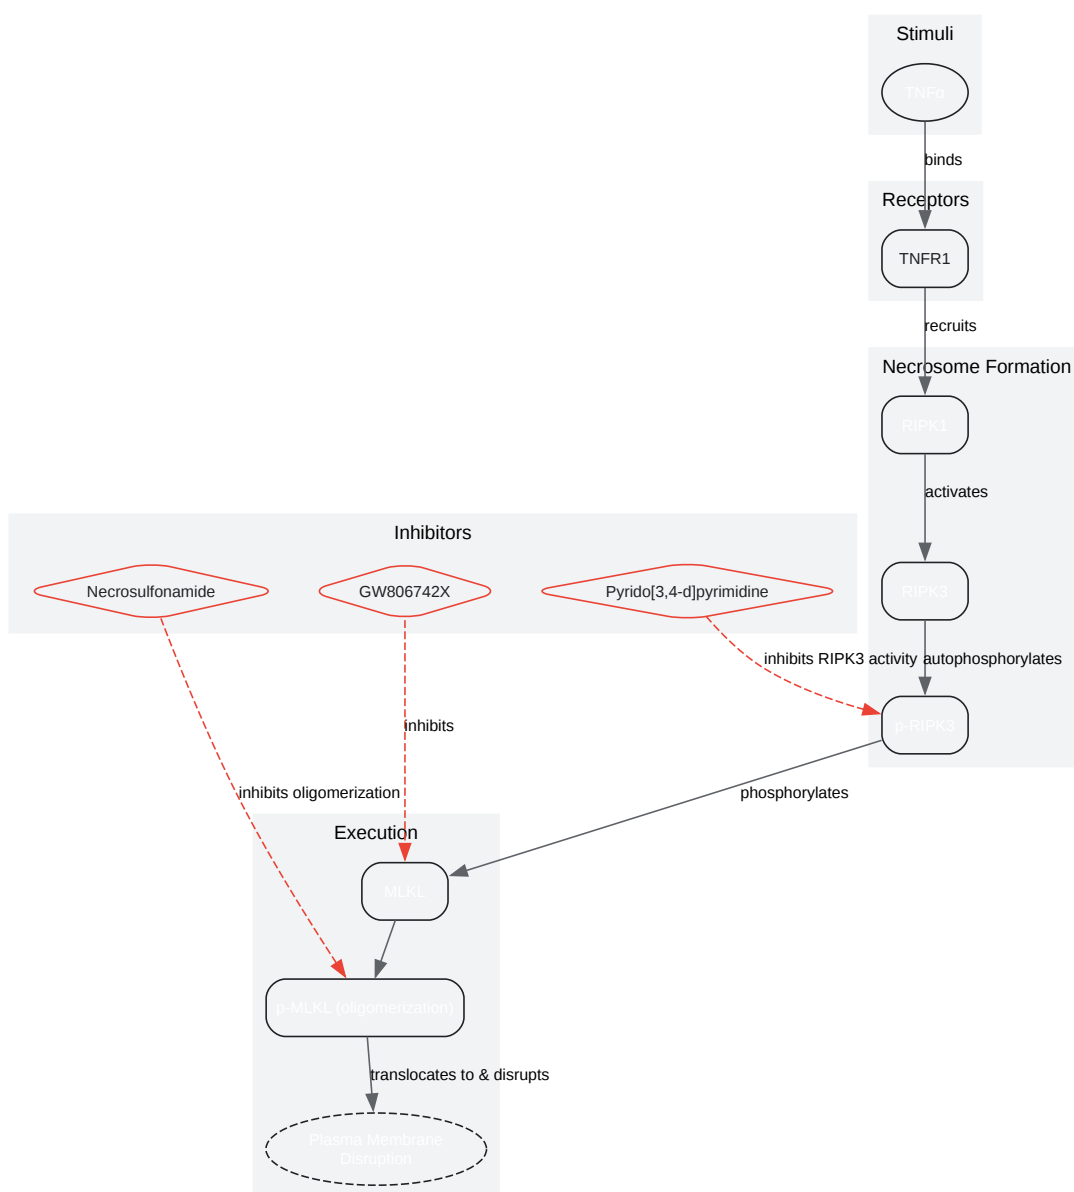 Stimuli
TNFα
binds
Receptors
TNFR1
recruits
Necrosome Formation
RIPK1
activates
Inhibitors
Necrosulfonamide
GW806742X
Pyrido[3,4-d]pyrimidine
RIPK3
inhibits RIPK3 activity
autophosphorylates
inhibits
p-RIPK3
inhibits oligomerization
phosphorylates
Execution
MLKL
p-MLKL (oligomerization)
translocates to & disrupts
Plasma Membrane
Disruption